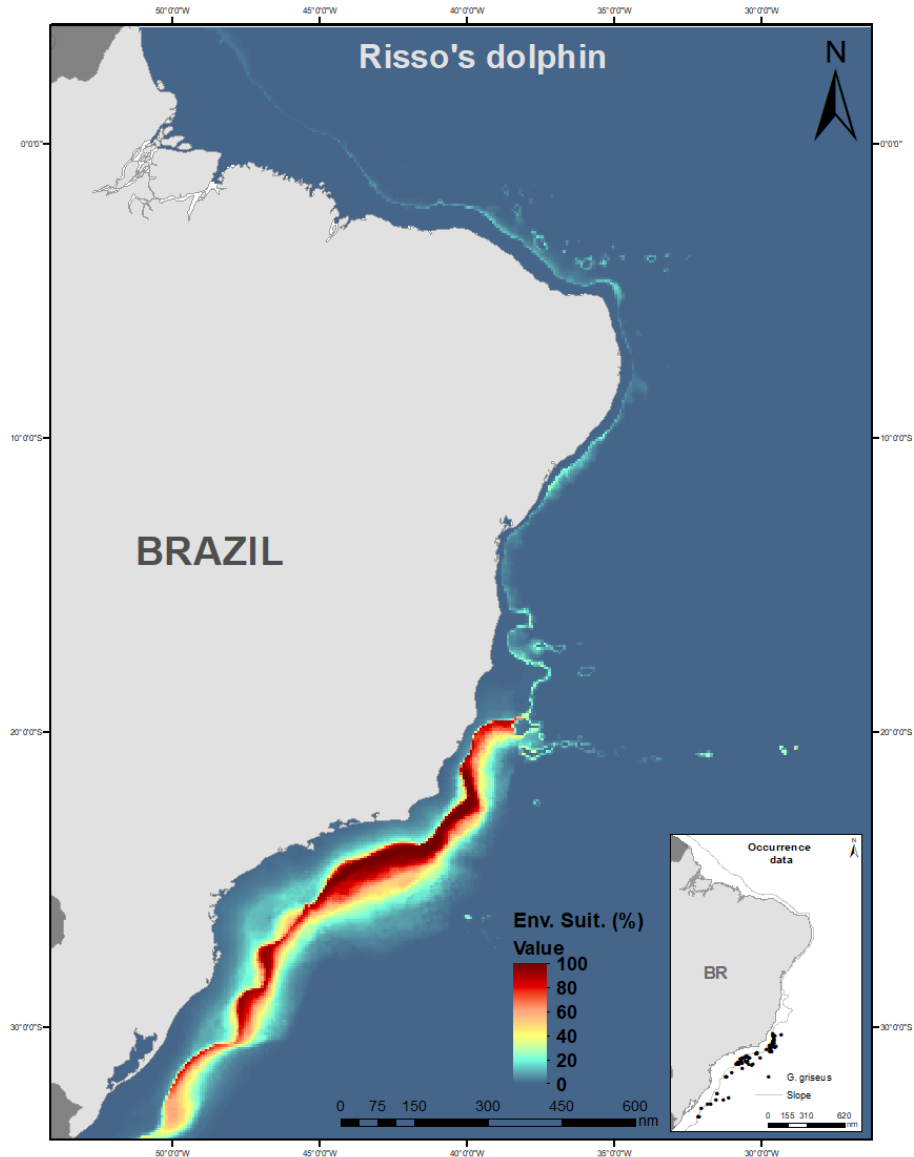 50°0'0"W 45°0'0"W 40°0'0"W 35°0'0"W 30°0'0"W
Risso's dolphin
N
0°0'0" 0°0'0"
10°0'0"S 10°0'0"S
BRAZIL
20°0'0"S 20°0'0"S
Occurrence
data
N
BR
Env. Suit. (%)
Value
100
80
60
40
20
0
30°0'0"S 30°0'0"S
G. griseus
Slope
0 75 150 300 450 600
nm
0 155 310 620
nm
50°0'0"W 45°0'0"W 40°0'0"W 35°0'0"W 30°0'0"W